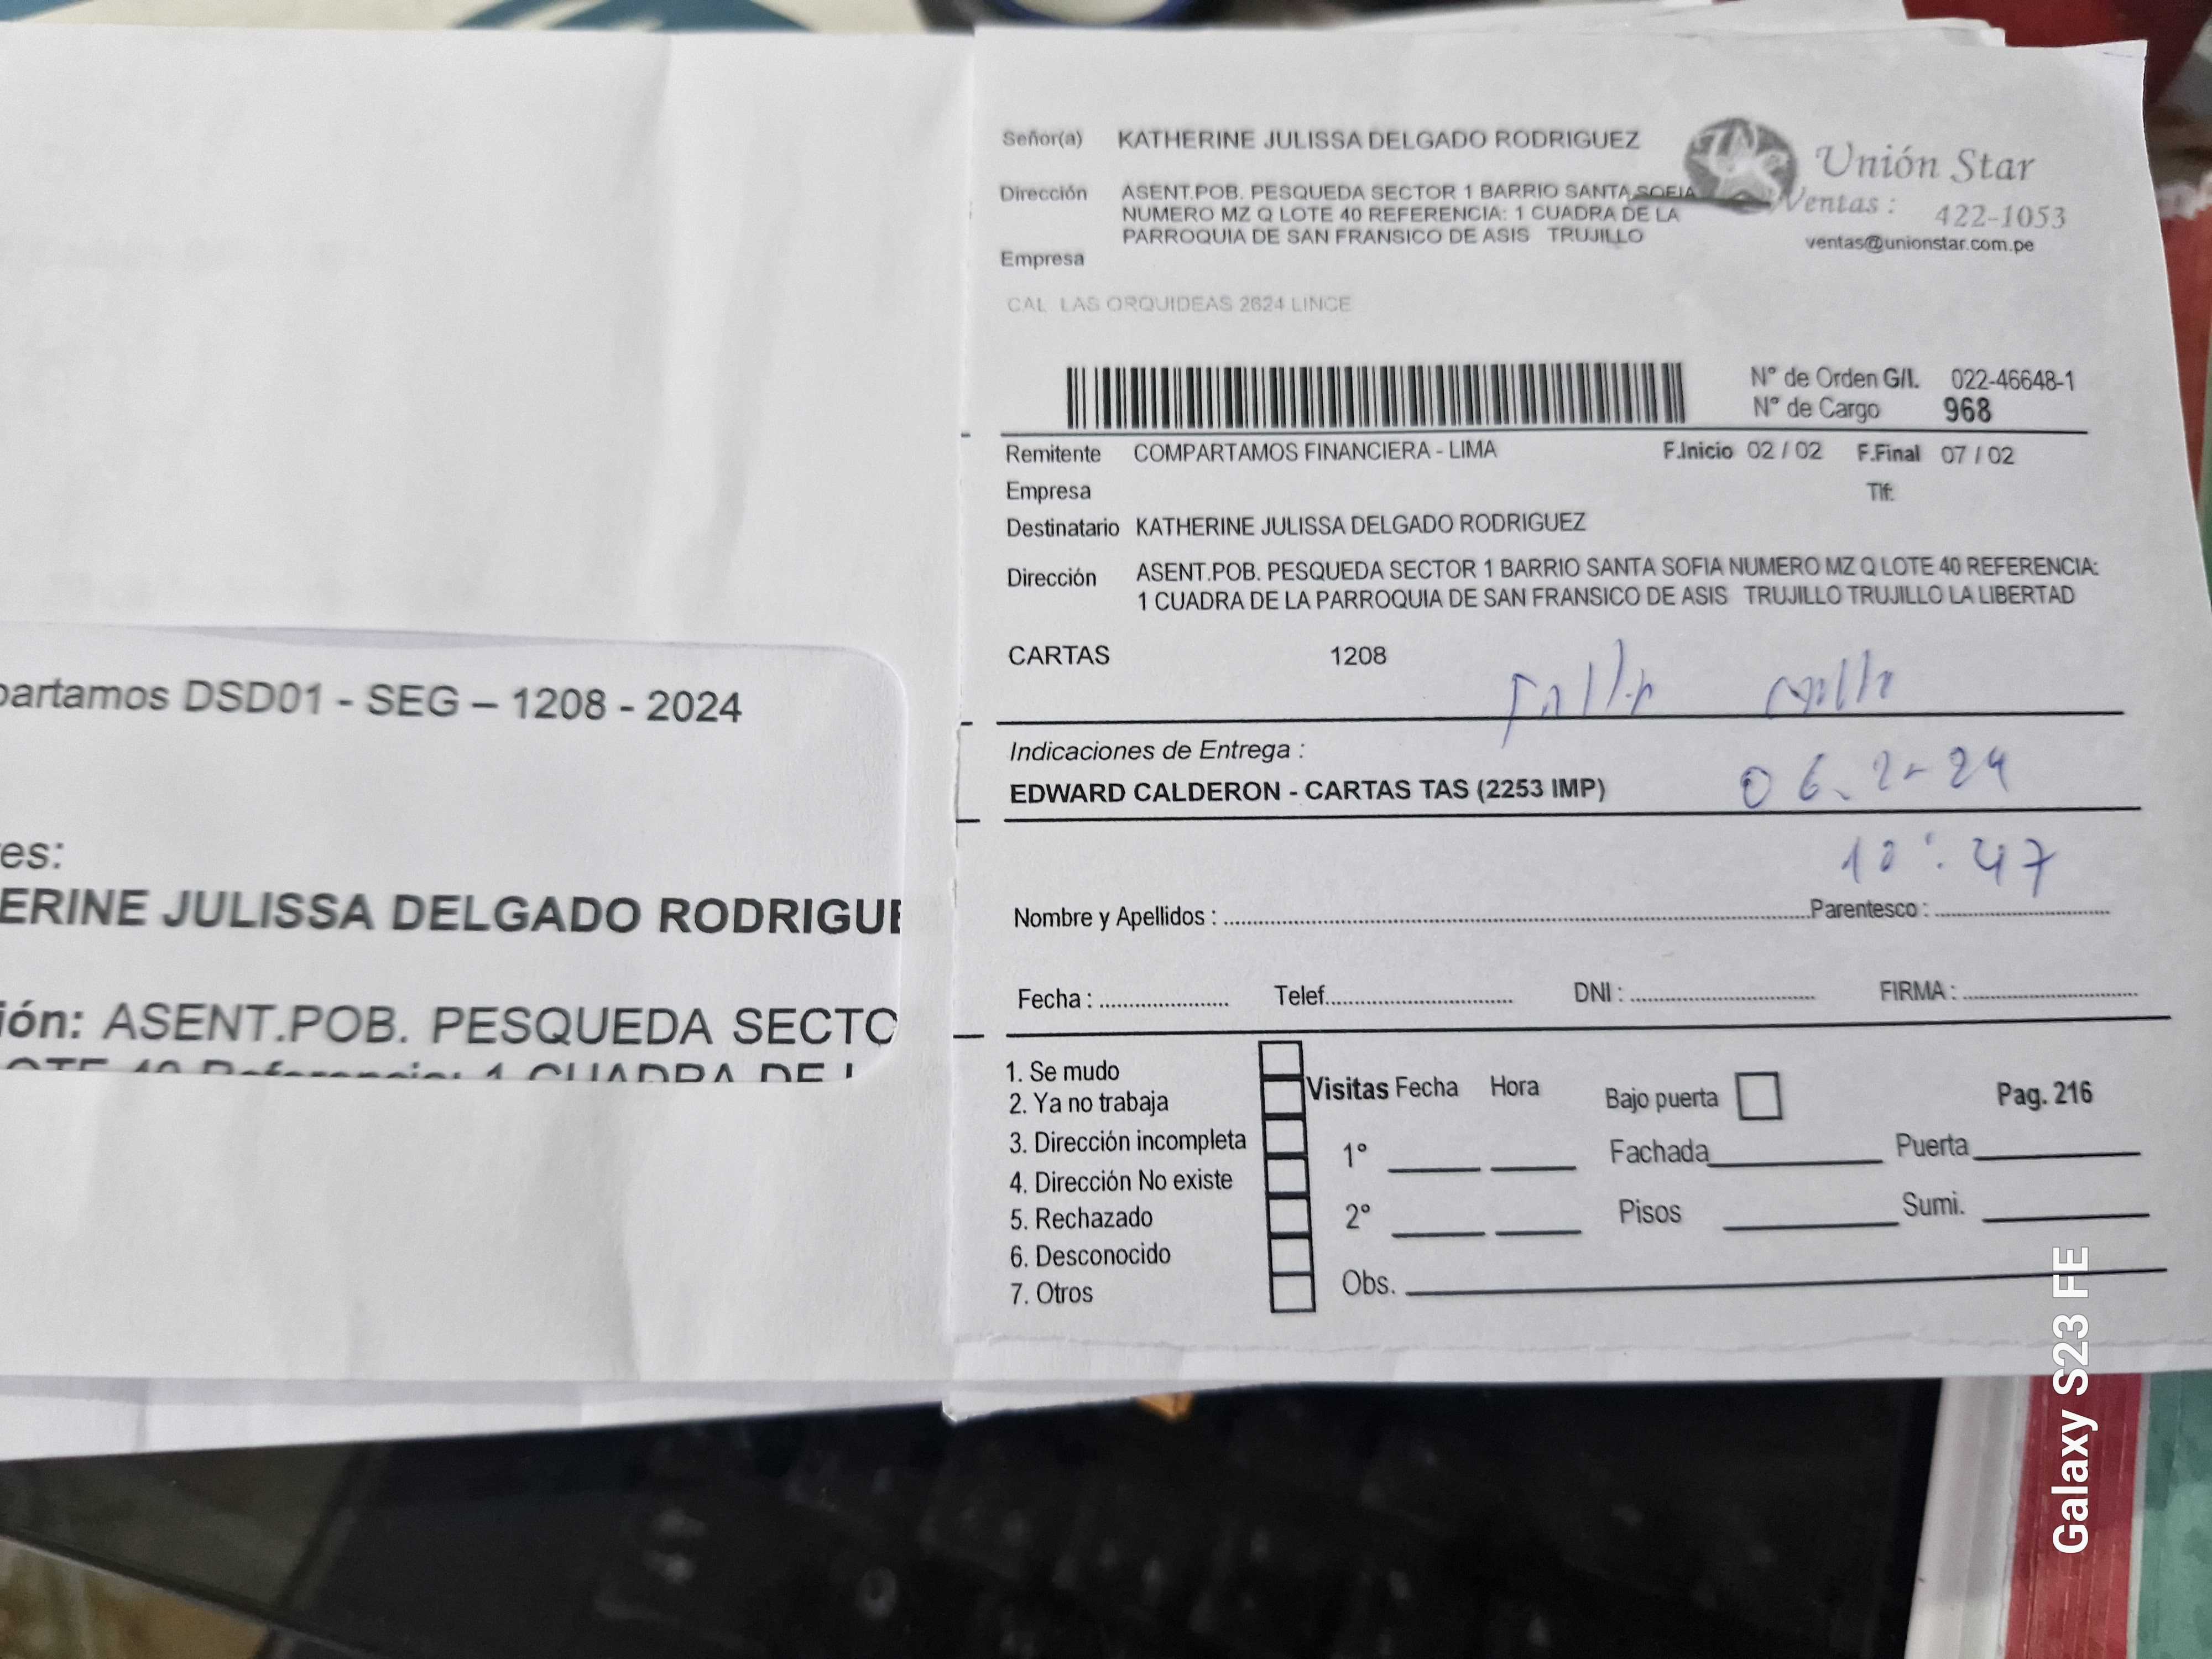 partamos DSD01 - SEG – 1208 - 2024
es:
ERINE JULISSA DELGADO RODRIGUE
ión: ASENT.POB. PESQUEDA SECTO
OTE 40 Referencia: 1 CUADRA DE L
Señor(a) KATHERINE JULISSA DELGADO RODRIGUEZ
Unión Star
Dirección ASENT.POB. PESQUEDA SECTOR 1 BARRIO SANTA SOFIA
NUMERO MZ Q LOTE 40 REFERENCIA: 1 CUADRA DE LA
PARROQUIA DE SAN FRANSICO DE ASIS TRUJILLO
Ventas : 422-1053
ventas@unionstar.com.pe
Empresa
CAL LAS ORQUIDEAS 2624 LINCE
N° de Orden G/I. 022-46648-1
N° de Cargo 968
Remitente COMPARTAMOS FINANCIERA - LIMA F.Inicio 02 / 02 F.Final 07 / 02
Empresa Tlf:
Destinatario KATHERINE JULISSA DELGADO RODRIGUEZ
Dirección ASENT.POB. PESQUEDA SECTOR 1 BARRIO SANTA SOFIA NUMERO MZ Q LOTE 40 REFERENCIA:
1 CUADRA DE LA PARROQUIA DE SAN FRANSICO DE ASIS TRUJILLO TRUJILLO LA LIBERTAD
CARTAS 1208
Indicaciones de Entrega :
EDWARD CALDERON - CARTAS TAS (2253 IMP) 06.2-24
10:47
Nombre y Apellidos : Parentesco :
Fecha : Telef. DNI : FIRMA :
1. Se mudo
2. Ya no trabaja
3. Dirección incompleta
4. Dirección No existe
5. Rechazado
6. Desconocido
7. Otros
Visitas Fecha Hora
1°
2°
Obs.
Bajo puerta Pag. 216
Fachada Puerta
Pisos Sumi.
Galaxy S23 FE